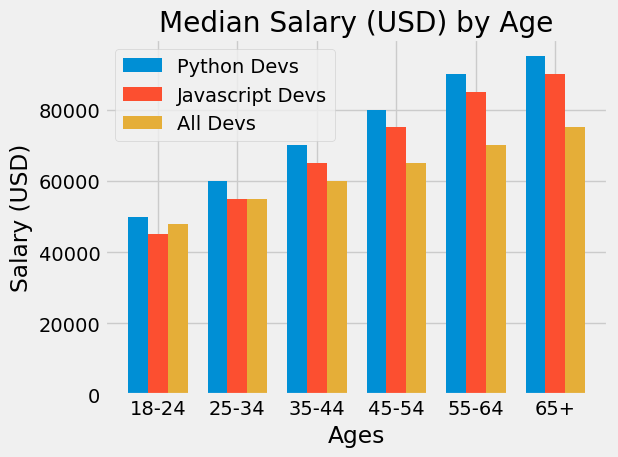 Median Salary (USD) by Age
Python Devs
Javascript Devs
All Devs
Salary (USD)
80000
60000
40000
20000
0
18-24 25-34 35-44 45-54 55-64 65+
Ages